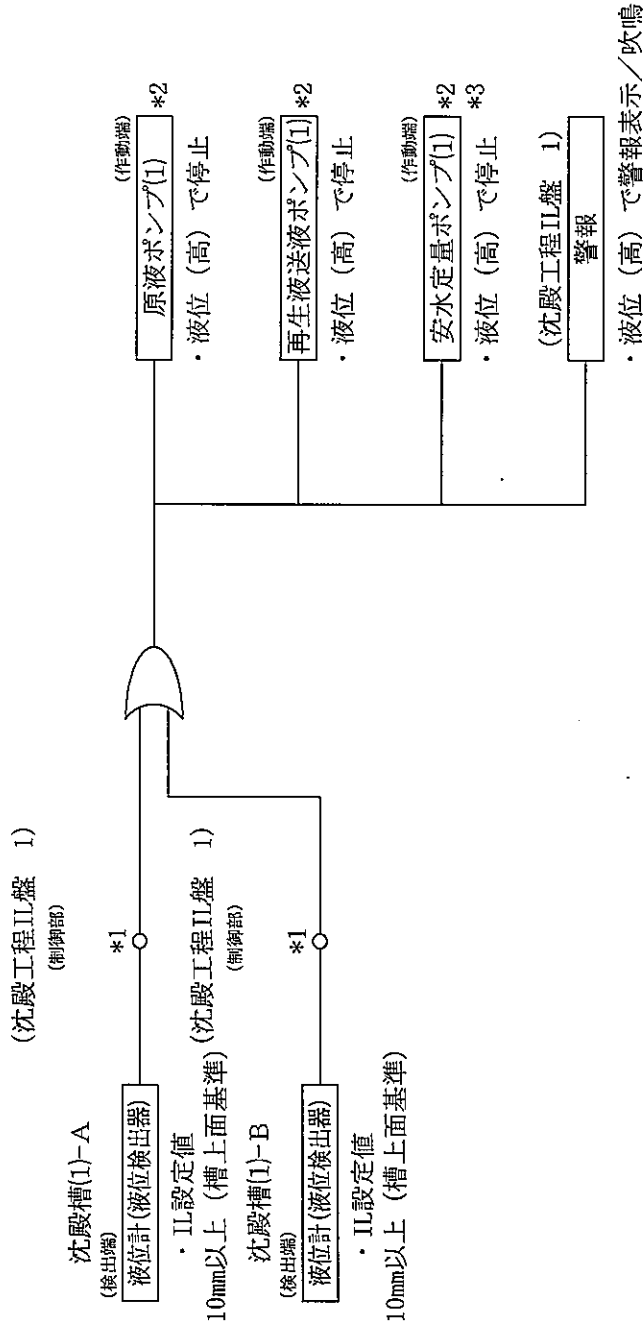 沈殿槽(1)-A
(検出端)
液位計(液位検出器)
・IL設定値
10mm以上 (槽上面基準)
(沈殿工程IL盤 1)
(制御部)
*1
沈殿槽(1)-B
(検出端)
液位計(液位検出器)
・IL設定値
10mm以上 (槽上面基準)
(沈殿工程IL盤 1)
(制御部)
*1
(作動端)
原液ポンプ(1) *2
・液位 (高) で停止
(作動端)
再生液送液ポンプ(1) *2
・液位 (高) で停止
(作動端)
安水定量ポンプ(1) *2
*3
・液位 (高) で停止
(沈殿工程IL盤 1)
警報
・液位 (高) で警報表示/吹鳴